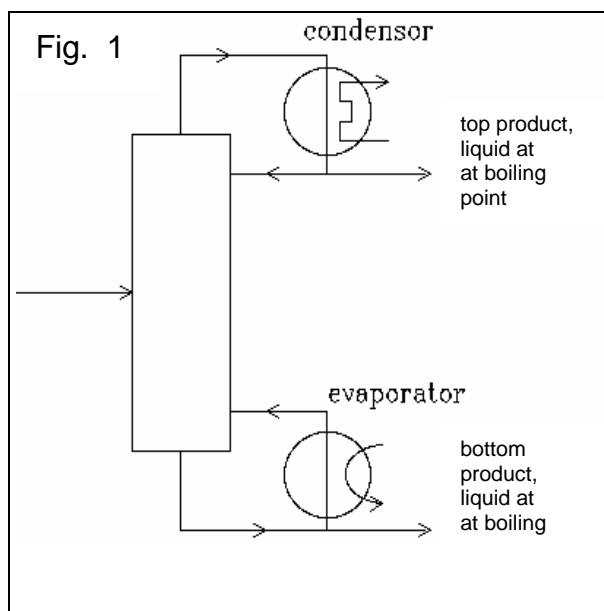 Fig. 1
condensor
top product,
liquid at
at boiling
point
evaporator
bottom
product,
liquid at
at boiling